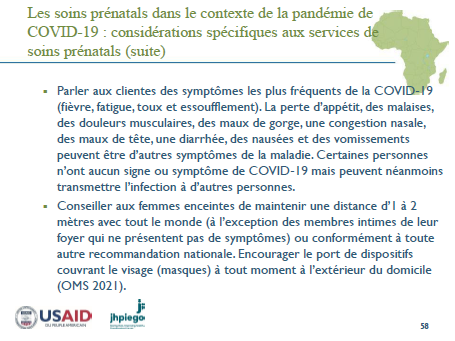 Les soins prénatals dans le contexte de la pandémie de
COVID-19 : considérations spécifiques aux services de
soins prénatals (suite)
▪ Parler aux clientes des symptômes les plus fréquents de la COVID-19
(fièvre, fatigue, toux et essoufflement). La perte d'appétit, des malaises,
des douleurs musculaires, des maux de gorge, une congestion nasale,
des maux de tête, une diarrhée, des nausées et des vomissements
peuvent être d'autres symptômes de la maladie. Certaines personnes
n'ont aucun signe ou symptôme de COVID-19 mais peuvent néanmoins
transmettre l'infection à d'autres personnes.
▪ Conseiller aux femmes enceintes de maintenir une distance d'1 à 2
mètres avec tout le monde (à l'exception des membres intimes de leur
foyer qui ne présentent pas de symptômes) ou conformément à toute
autre recommandation nationale. Encourager le port de dispositifs
couvrant le visage (masques) à tout moment à l'extérieur du domicile
(OMS 2021).
USAID
jhpiego
58